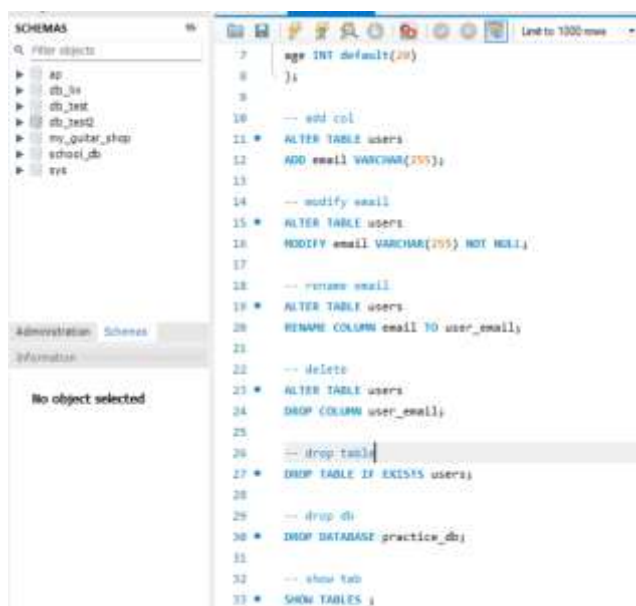 SCHEMAS
Filter objects
ap
db_hr
db_test
db_test2
my_guitar_shop
school_db
sys
Administration Schemas
Information
No object selected
Limit to 1000 rows
7 age INT default(20)
8 );
9
10 -- add col
11 ALTER TABLE users
12 ADD email VARCHAR(255);
13
14 -- modify email
15 ALTER TABLE users
16 MODIFY email VARCHAR(255) NOT NULL;
17
18 -- rename email
19 ALTER TABLE users
20 RENAME COLUMN email TO user_email;
21
22 -- delete
23 ALTER TABLE users
24 DROP COLUMN user_email;
25
26 -- drop table
27 DROP TABLE IF EXISTS users;
28
29 -- drop db
30 DROP DATABASE practice_db;
31
32 -- show tab
33 SHOW TABLES ;